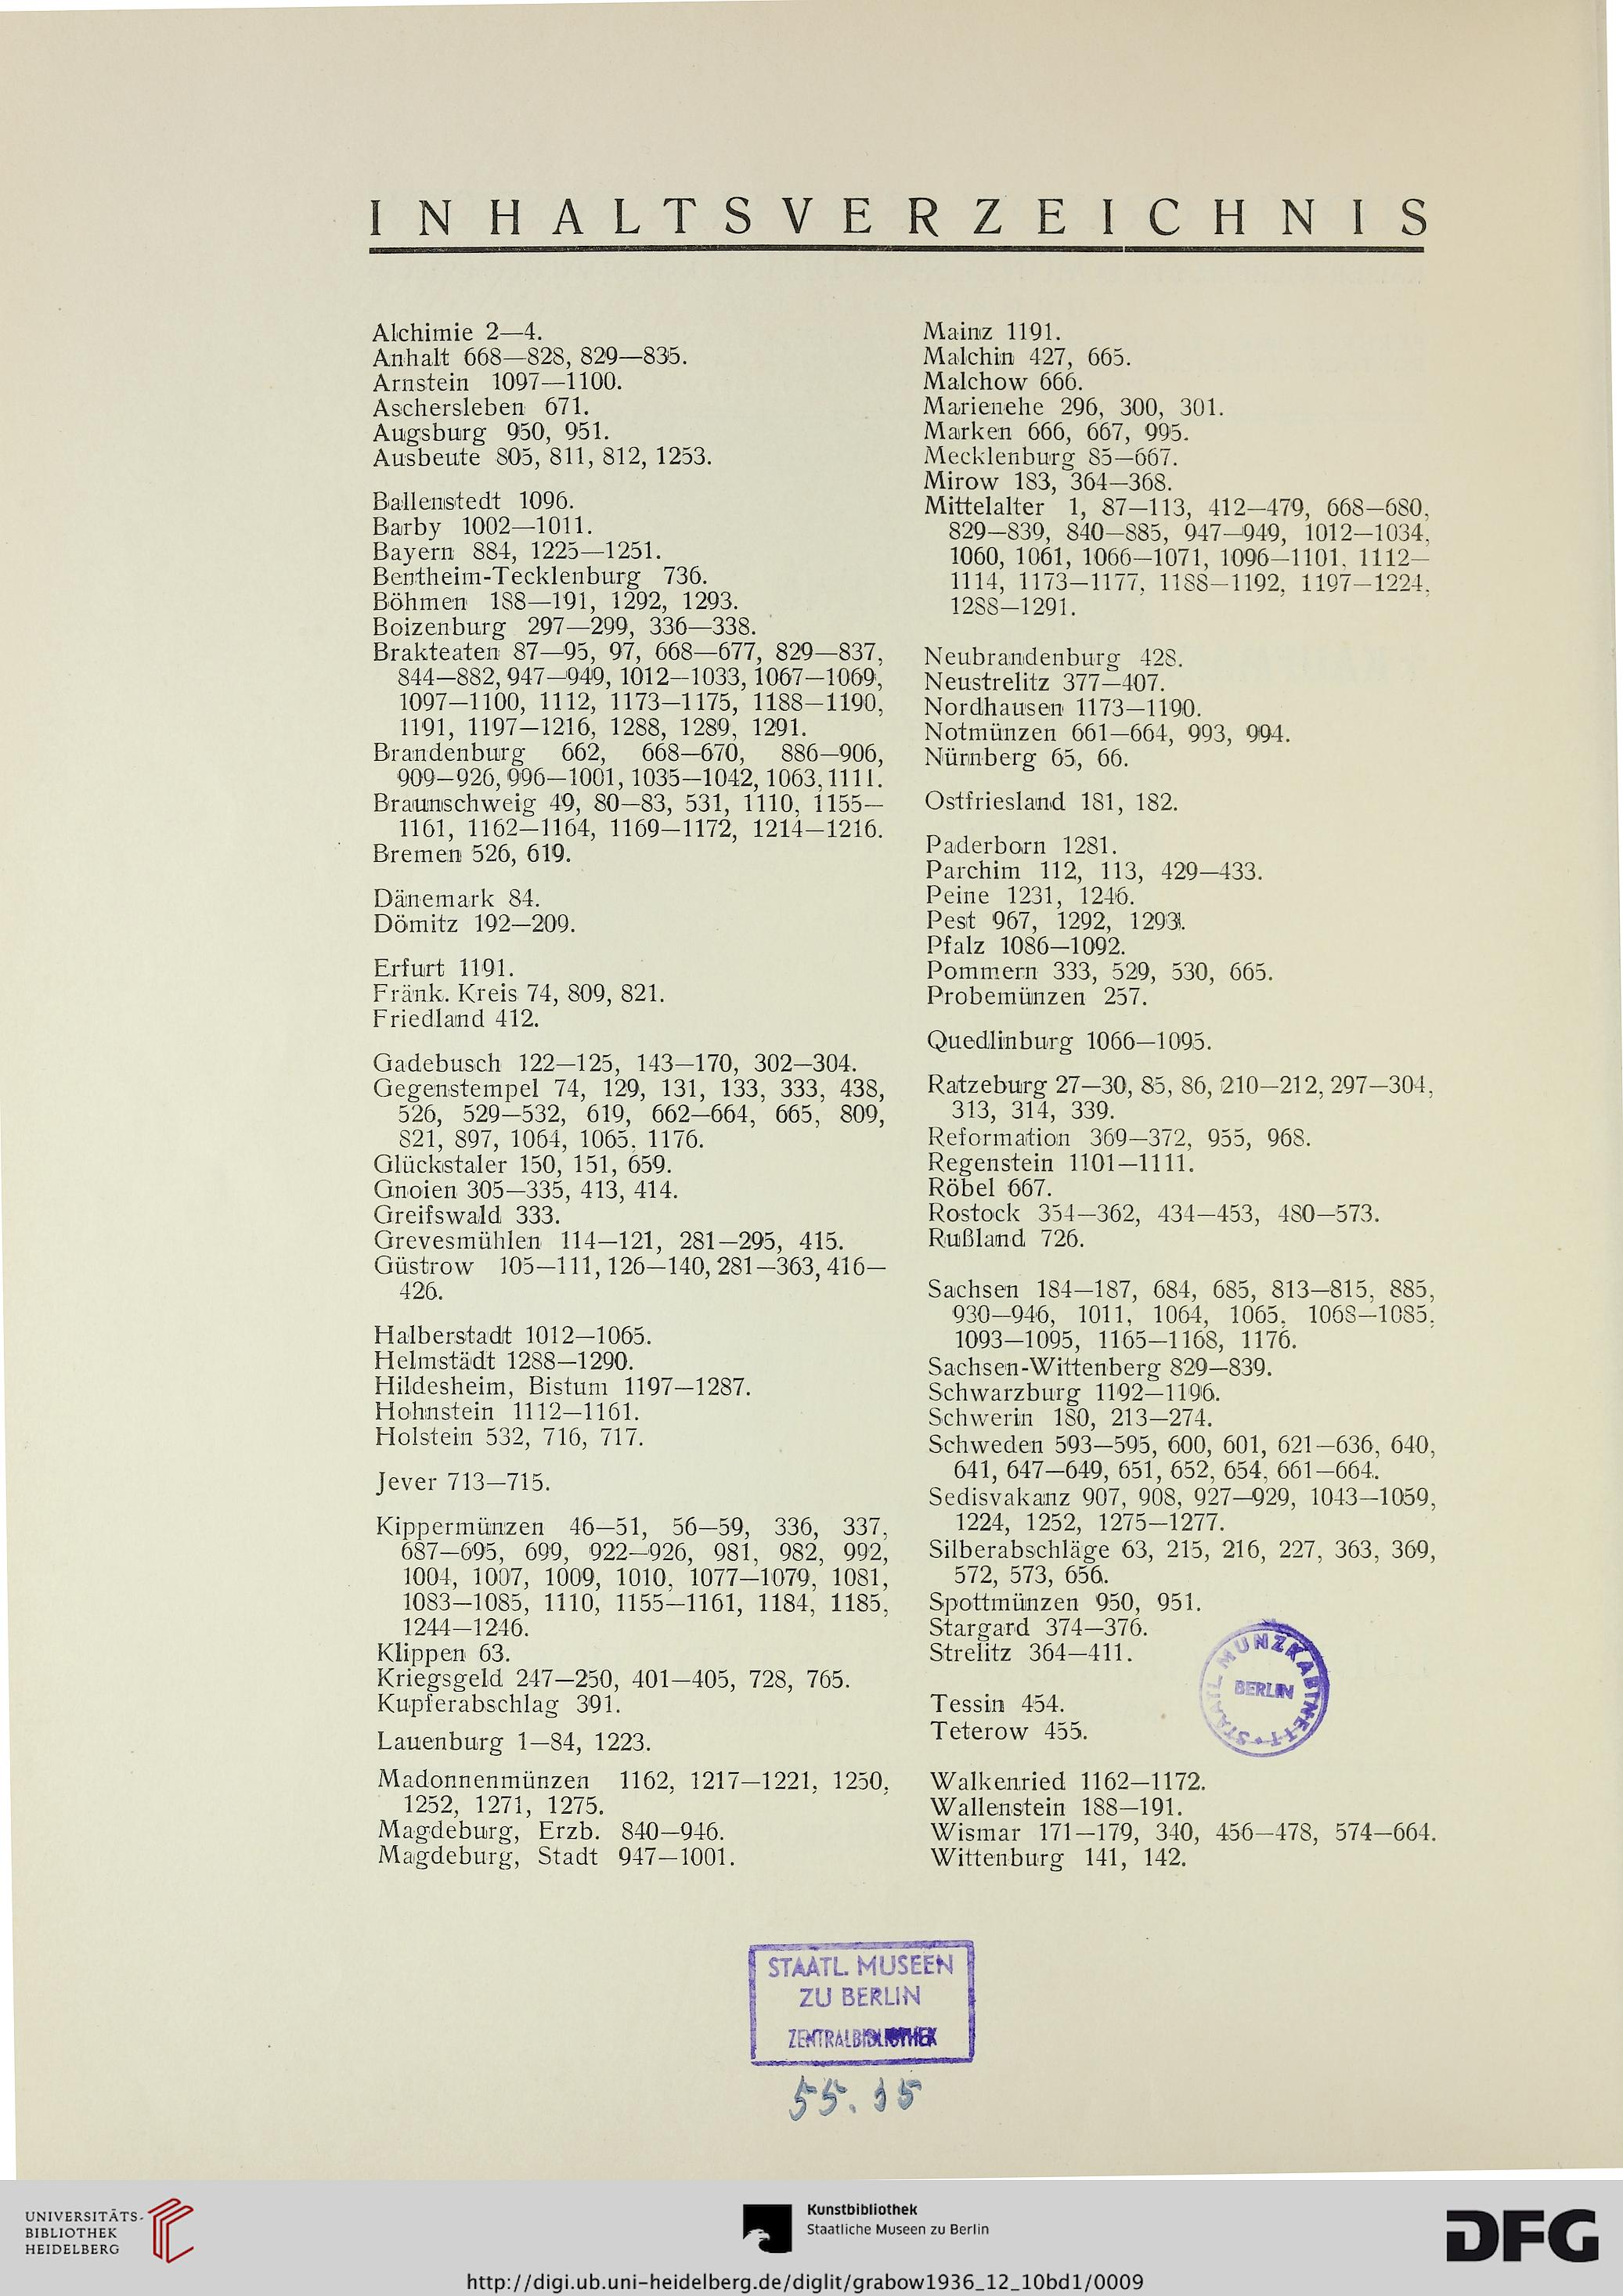 INHALTSVERZEICHNIS
Alchimie 2—4.
Anhalt 668—828, 829—835.
Arnstein 1097—1100.
Aschersleben 671.
Augsburg 950, 951.
Ausbeute 805, 811, 812, 1253.
Ballenstedt 1096.
Barby 1002—1011.
Bayern 884, 1225—1251.
Bentheim-Tecklenburg 736.
Böhmen 188—191, 1292, 1293.
Boizenburg 297—299, 336—338.
Brakteaten 87—95, 97, 668—677, 829—837,
844—882, 947—949, 1012—1033, 1067—1069,
1097—1100, 1112, 1173—1175, 1188—1190,
1191, 1197—1216, 1288, 1289, 1291.
Brandenburg 662, 668—670, 886—906,
909—926, 996—1001, 1035—1042, 1063, 1111.
Braunschweig 49, 80—83, 531, 1110, 1155—
1161, 1162—1164, 1169—1172, 1214—1216.
Bremen 526, 619.
Dänemark 84.
Dömitz 192—209.
Erfurt 1191.
Fränk. Kreis 74, 809, 821.
Friedland 412.
Gadebusch 122—125, 143—170, 302—304.
Gegenstempel 74, 129, 131, 133, 333, 438,
526, 529—532, 619, 662—664, 665, 809,
821, 897, 1064, 1065, 1176.
Glückstaler 150, 151, 659.
Gnoien 305—335, 413, 414.
Greifswald 333.
Grevesmühlen 114—121, 281—295, 415.
Güstrow 105—111, 126—140, 281—363, 416—
426.
Halberstadt 1012—1065.
Helmstädt 1288—1290.
Hildesheim, Bistum 1197—1287.
Hohnstein 1112—1161.
Holstein 532, 716, 717.
Jever 713—715.
Kippermünzen 46—51, 56—59, 336, 337,
687—695, 699, 922—926, 981, 982, 992,
1004, 1007, 1009, 1010, 1077—1079, 1081,
1083—1085, 1110, 1155—1161, 1184, 1185,
1244—1246.
Klippen 63.
Kriegsgeld 247—250, 401—405, 728, 765.
Kupferabschlag 391.
Lauenburg 1—84, 1223.
Madonnenmünzen 1162, 1217—1221, 1250,
1252, 1271, 1275.
Magdeburg, Erzb. 840—946.
Magdeburg, Stadt 947—1001.
Mainz 1191.
Malchin 427, 665.
Malchow 666.
Marienehe 296, 300, 301.
Marken 666, 667, 995.
Mecklenburg 85—667.
Mirow 183, 364—368.
Mittelalter 1, 87—113, 412—479, 668—680,
829—839, 840—885, 947—949, 1012—1034,
1060, 1061, 1066—1071, 1096—1101, 1112—
1114, 1173—1177, 1188—1192, 1197—1224,
1288—1291.
Neubrandenburg 428.
Neustrelitz 377—407.
Nordhausen 1173—1190.
Notmünzen 661—664, 993, 994.
Nürnberg 65, 66.
Ostfriesland 181, 182.
Paderborn 1281.
Parchim 112, 113, 429—433.
Peine 1231, 1246.
Pest 967, 1292, 1293.
Pfalz 1086—1092.
Pommern 333, 529, 530, 665.
Probemünzen 257.
Quedlinburg 1066—1095.
Ratzeburg 27—30, 85, 86, 210—212, 297—304,
313, 314, 339.
Reformation 369—372, 955, 968.
Regenstein 1101—1111.
Röbel 667.
Rostock 354—362, 434—453, 480—573.
Rußland 726.
Sachsen 184—187, 684, 685, 813—815, 885,
930—946, 1011, 1064, 1065, 1068—1085,
1093—1095, 1165—1168, 1176.
Sachsen-Wittenberg 829—839.
Schwarzburg 1192—1196.
Schwerin 180, 213—274.
Schweden 593—595, 600, 601, 621—636, 640,
641, 647—649, 651, 652, 654, 661—664.
Sedisvakanz 907, 908, 927—929, 1043—1059,
1224, 1252, 1275—1277.
Silberabschläge 63, 215, 216, 227, 363, 369,
572, 573, 656.
Spottmünzen 950, 951.
Stargard 374—376.
Strelitz 364—411.
Tessin 454.
Teterow 455.
Walkenried 1162—1172.
Wallenstein 188—191.
Wismar 171—179, 340, 456—478, 574—664.
Wittenburg 141, 142.
STAATL. MÜNZKABINETT
BERLIN
STAATL. MUSEEN
ZU BERLIN
ZENTRALBIBLIOTHEK
55.15
UNIVERSITÄTS-
BIBLIOTHEK
HEIDELBERG
Kunstbibliothek
Staatliche Museen zu Berlin
DFG
http://digi.ub.uni-heidelberg.de/diglit/grabow1936_12_10bd1/0009